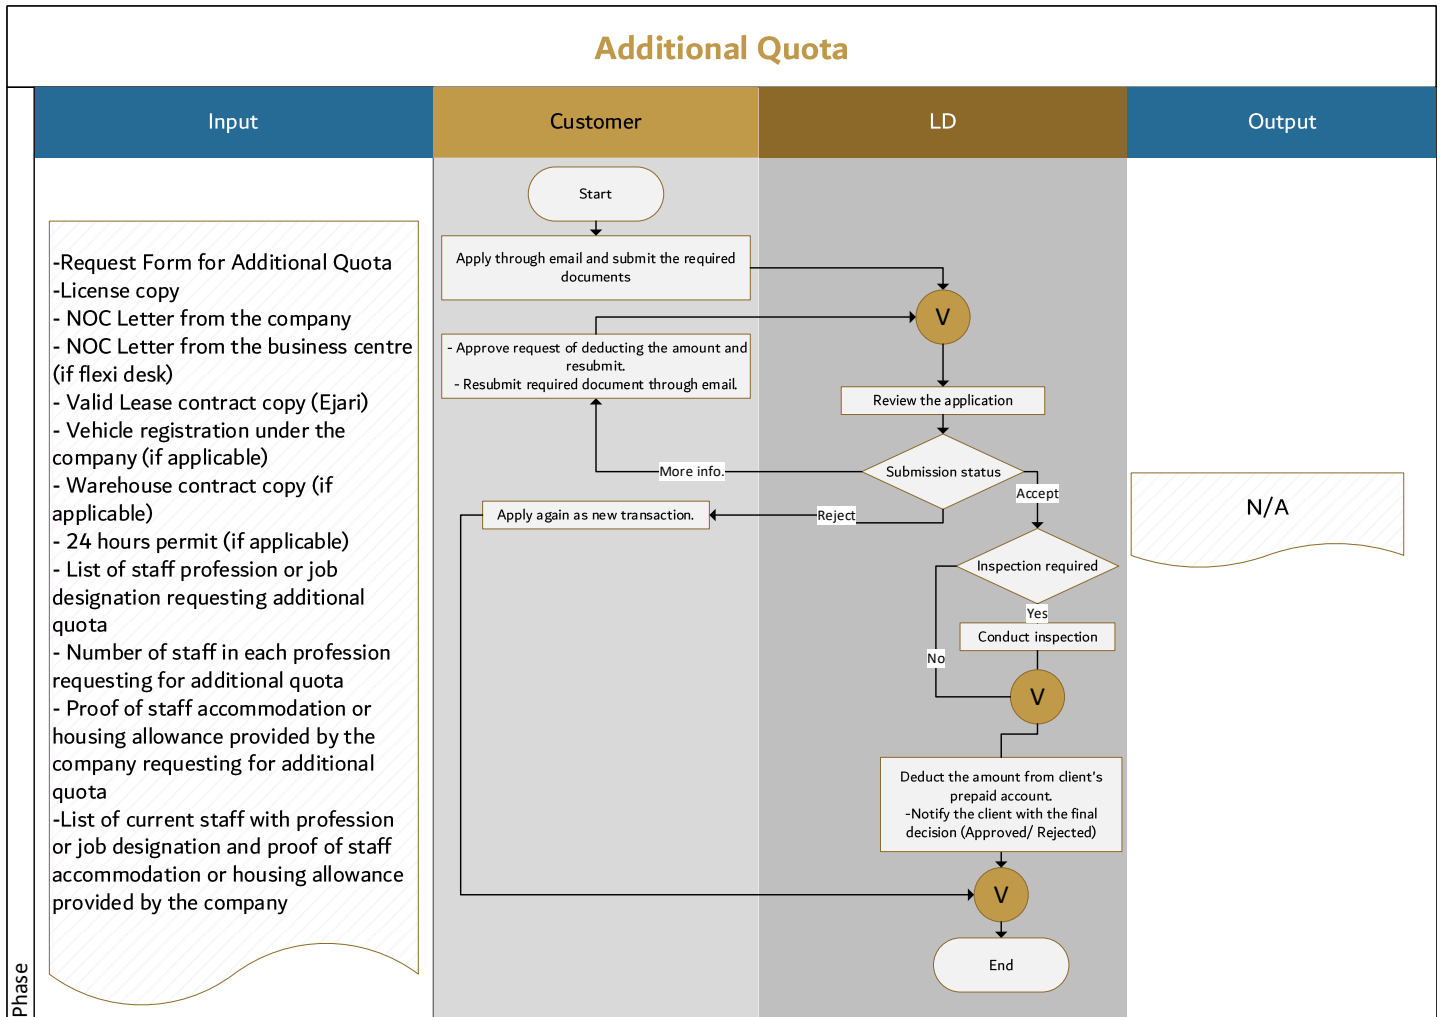 Additional Quota
Input
Customer
LD
Output
-Request Form for Additional Quota
-License copy
- NOC Letter from the company
- NOC Letter from the business centre
(if flexi desk)
- Valid Lease contract copy (Ejari)
- Vehicle registration under the
company (if applicable)
- Warehouse contract copy (if
applicable)
- 24 hours permit (if applicable)
- List of staff profession or job
designation requesting additional
quota
- Number of staff in each profession
requesting for additional quota
- Proof of staff accommodation or
housing allowance provided by the
company requesting for additional
quota
-List of current staff with profession
or job designation and proof of staff
accommodation or housing allowance
provided by the company
Start
Apply through email and submit the required
documents
V
- Approve request of deducting the amount and
resubmit.
- Resubmit required document through email.
Review the application
Submission status
More info.
Accept
Reject
Apply again as new transaction.
Inspection required
Yes
No
Conduct inspection
V
Deduct the amount from client's
prepaid account.
-Notify the client with the final
decision (Approved/ Rejected)
V
End
N/A
Phase